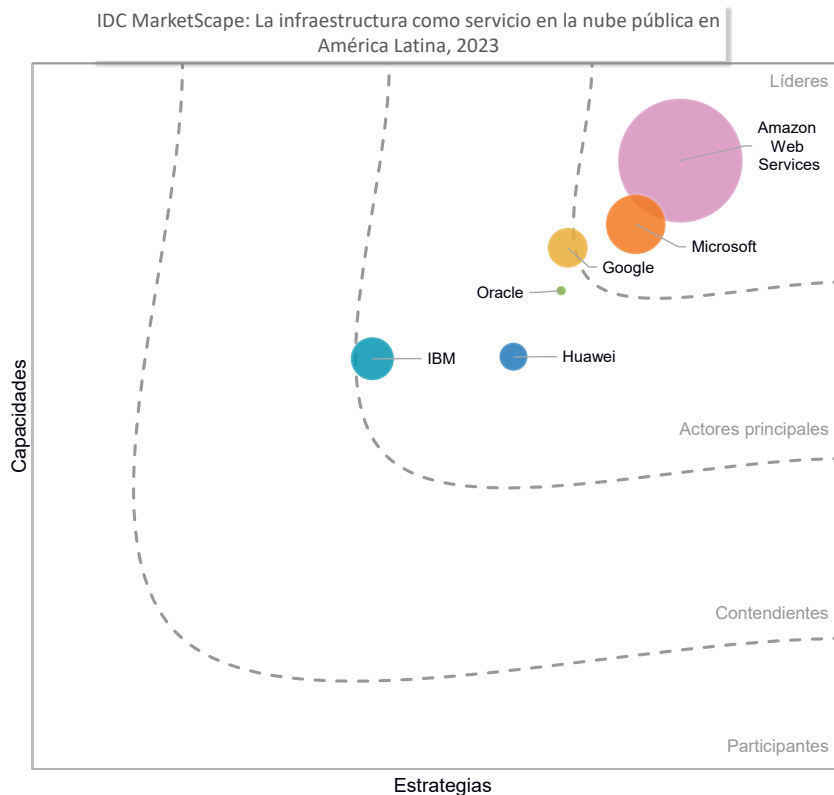 IDC MarketScape: La infraestructura como servicio en la nube pública en
América Latina, 2023
Líderes
Amazon
Web
Services
Microsoft
Google
Oracle
IBM
Huawei
Capacidades
Actores principales
Contendientes
Participantes
Estrategias